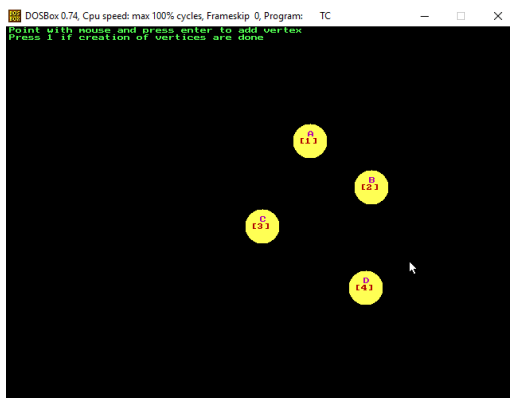 DOSBox 0.74, Cpu speed: max 100% cycles, Frameskip 0, Program: TC
Point with mouse and press enter to add vertex
Press 1 if creation of vertices are done
A
[1]
B
[2]
C
[3]
D
[4]